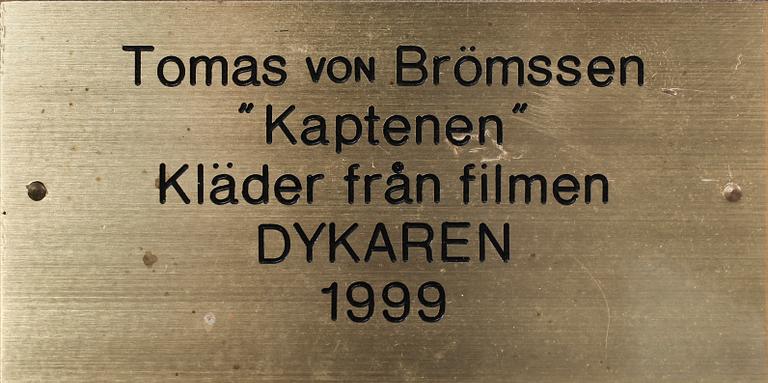 Tomas VON Brömssen
"Kaptenen"
Kläder från filmen
DYKAREN
1999